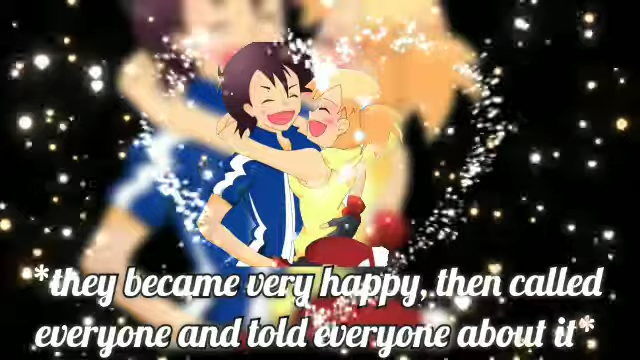 *they became very happy, then called
everyone and told everyone about it*